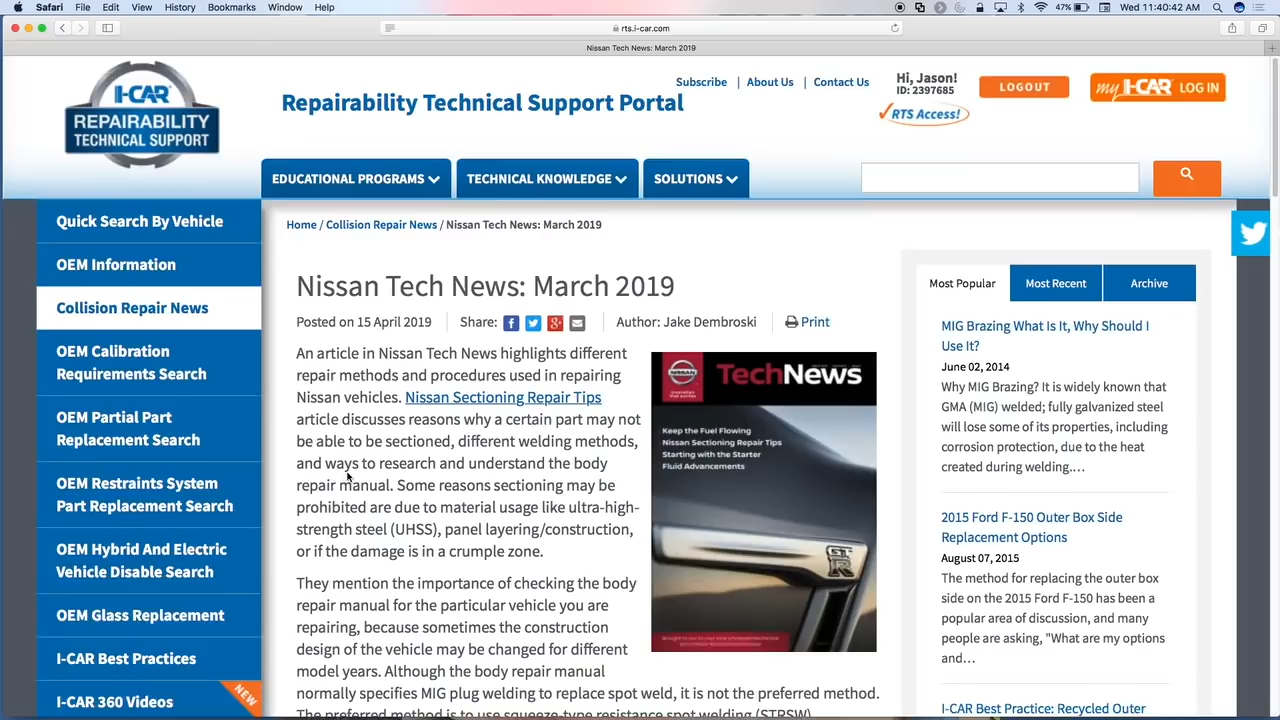 Safari File Edit View History Bookmarks Window Help
47% Wed 11:40:42 AM
rts.i-car.com
Nissan Tech News: March 2019
I-CAR
REPAIRABILITY
TECHNICAL SUPPORT
Repairability Technical Support Portal
Subscribe | About Us | Contact Us
Hi, Jason!
ID: 2397685
RTS Access!
LOGOUT
my I-CAR LOG IN
EDUCATIONAL PROGRAMS
TECHNICAL KNOWLEDGE
SOLUTIONS
Quick Search By Vehicle
OEM Information
Collision Repair News
OEM Calibration
Requirements Search
OEM Partial Part
Replacement Search
OEM Restraints System
Part Replacement Search
OEM Hybrid And Electric
Vehicle Disable Search
OEM Glass Replacement
I-CAR Best Practices
I-CAR 360 Videos
NEW
Home / Collision Repair News / Nissan Tech News: March 2019
Nissan Tech News: March 2019
Posted on 15 April 2019 Share: Author: Jake Dembroski Print
An article in Nissan Tech News highlights different
repair methods and procedures used in repairing
Nissan vehicles. Nissan Sectioning Repair Tips
article discusses reasons why a certain part may not
be able to be sectioned, different welding methods,
and ways to research and understand the body
repair manual. Some reasons sectioning may be
prohibited are due to material usage like ultra-high-
strength steel (UHSS), panel layering/construction,
or if the damage is in a crumple zone.
They mention the importance of checking the body
repair manual for the particular vehicle you are
repairing, because sometimes the construction
design of the vehicle may be changed for different
model years. Although the body repair manual
normally specifies MIG plug welding to replace spot weld, it is not the preferred method.
The preferred method is to use squeeze-type resistance spot welding (STRSW)
NISSAN
TechNews
Keep the Fuel Flowing
Nissan Sectioning Repair Tips
Starting with the Starter
Fluid Advancements
GT
R
Most Popular
Most Recent
Archive
MIG Brazing What Is It, Why Should I
Use It?
June 02, 2014
Why MIG Brazing? It is widely known that
GMA (MIG) welded; fully galvanized steel
will lose some of its properties, including
corrosion protection, due to the heat
created during welding....
2015 Ford F-150 Outer Box Side
Replacement Options
August 07, 2015
The method for replacing the outer box
side on the 2015 Ford F-150 has been a
popular area of discussion, and many
people are asking, "What are my options
and…
I-CAR Best Practice: Recycled Outer